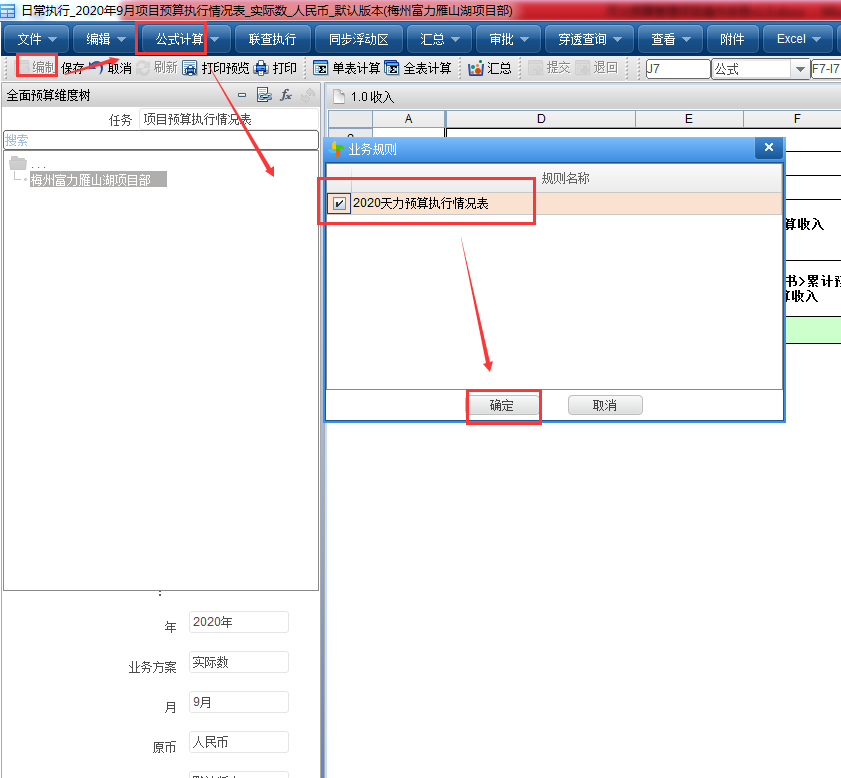 日常执行_2020年9月项目预算执行情况表_实际数_人民币_默认版本(梅州富力雁山湖项目部)
文件 编辑 公式计算 联查执行 同步浮动区 汇总 审批 穿透查询 查看 附件 Excel
编制 保存 取消 刷新 打印预览 打印 单表计算 全表计算 汇总 提交 退回 J7 公式 F7-I7
全面预算维度树
1.0收入
任务 项目预算执行情况表
A D E F
搜索
...
梅州富力雁山湖项目部
业务规则
规则名称
2020天力预算执行情况表
算收入
书>累计预
算收入
确定 取消
年 2020年
业务方案 实际数
月 9月
原币 人民币